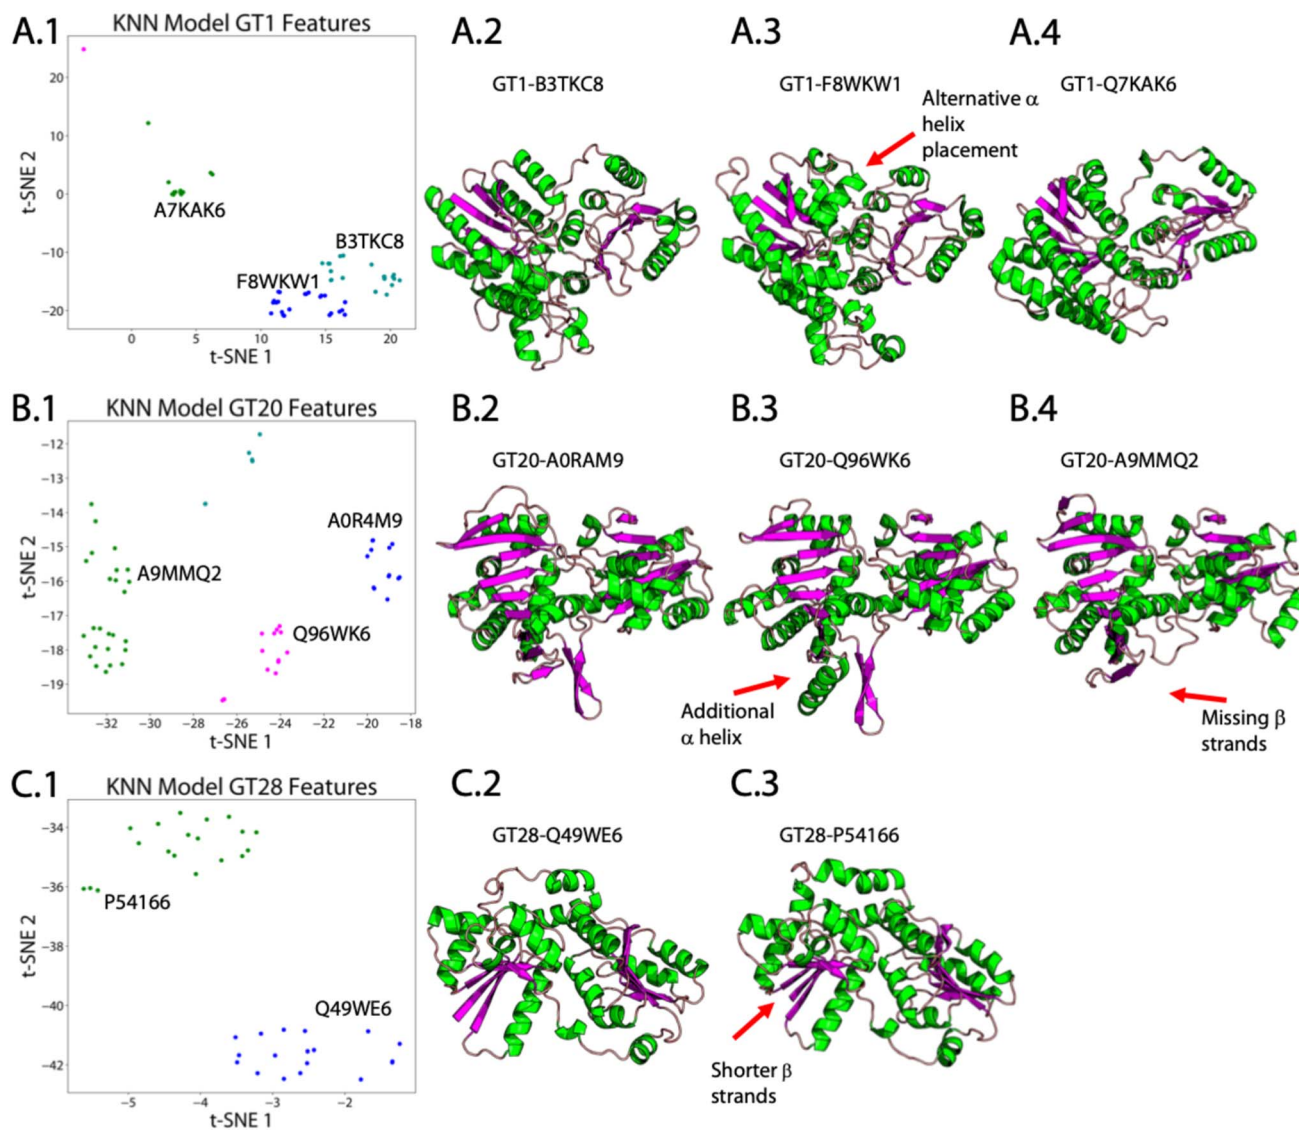 A.1
KNN Model GT1 Features
t-SNE 2
20
10
0
−10
−20
A7KAK6
B3TKC8
F8WKW1
0
5
10
15
20
t-SNE 1
A.2
GT1-B3TKC8
A.3
GT1-F8WKW1
Alternative α
helix
placement
A.4
GT1-Q7KAK6
B.1
KNN Model GT20 Features
t-SNE 2
−12
−13
−14
−15
−16
−17
−18
−19
A0R4M9
A9MMQ2
Q96WK6
−32
−30
−28
−26
−24
−22
−20
−18
t-SNE 1
B.2
GT20-A0RAM9
B.3
GT20-Q96WK6
Additional
α helix
B.4
GT20-A9MMQ2
Missing β
strands
C.1
KNN Model GT28 Features
t-SNE 2
−34
−36
−38
−40
−42
P54166
Q49WE6
−5
−4
−3
−2
t-SNE 1
C.2
GT28-Q49WE6
C.3
GT28-P54166
Shorter β
strands